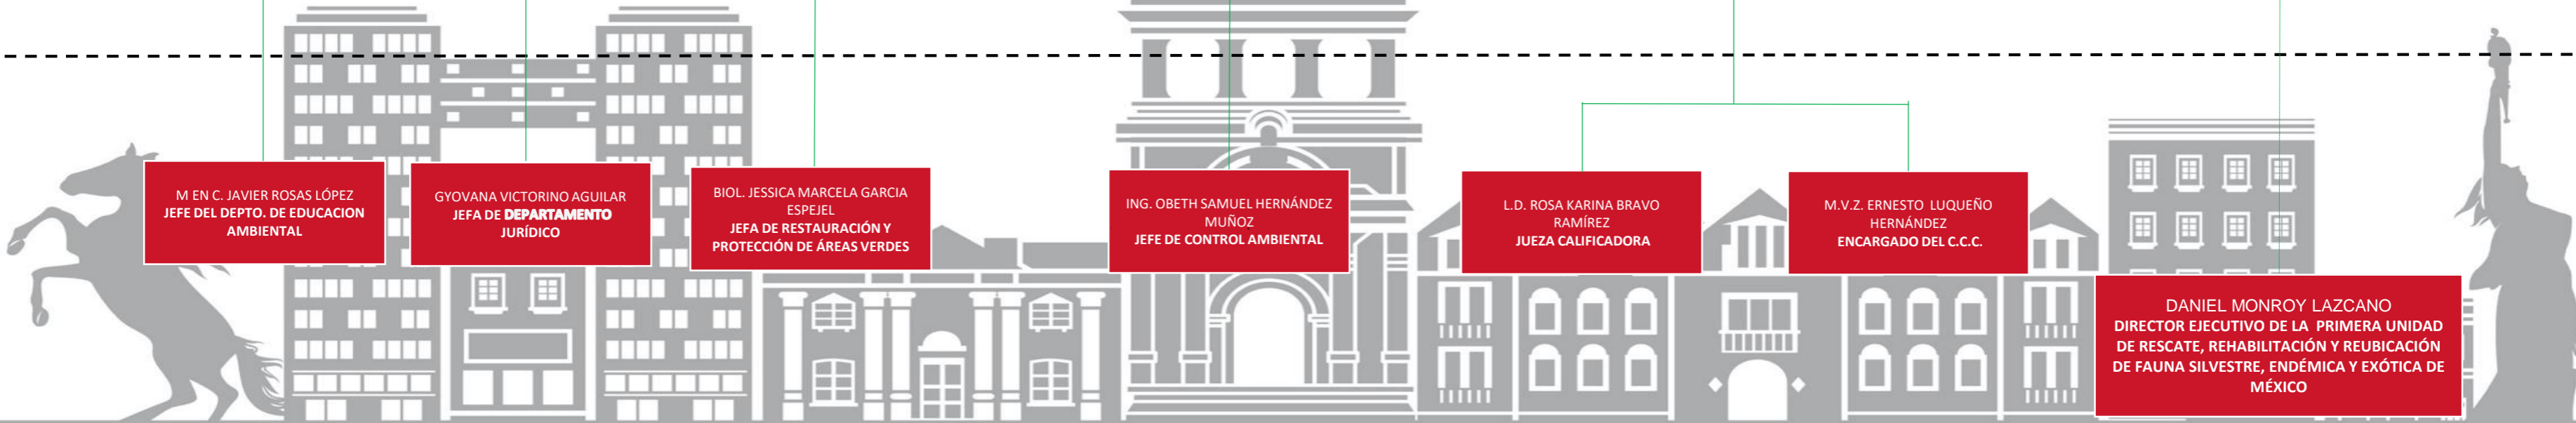 M EN C. JAVIER ROSAS LÓPEZ
JEFE DEL DEPTO. DE EDUCACION
AMBIENTAL
GYOVANA VICTORINO AGUILAR
JEFA DE DEPARTAMENTO
JURÍDICO
BIOL. JESSICA MARCELA GARCIA
ESPEJEL
JEFA DE RESTAURACIÓN Y
PROTECCIÓN DE ÁREAS VERDES
ING. OBETH SAMUEL HERNÁNDEZ
MUÑOZ
JEFE DE CONTROL AMBIENTAL
L.D. ROSA KARINA BRAVO
RAMÍREZ
JUEZA CALIFICADORA
M.V.Z. ERNESTO LUQUEÑO
HERNÁNDEZ
ENCARGADO DEL C.C.C.
DANIEL MONROY LAZCANO
DIRECTOR EJECUTIVO DE LA PRIMERA UNIDAD
DE RESCATE, REHABILITACIÓN Y REUBICACIÓN
DE FAUNA SILVESTRE, ENDÉMICA Y EXÓTICA DE
MÉXICO